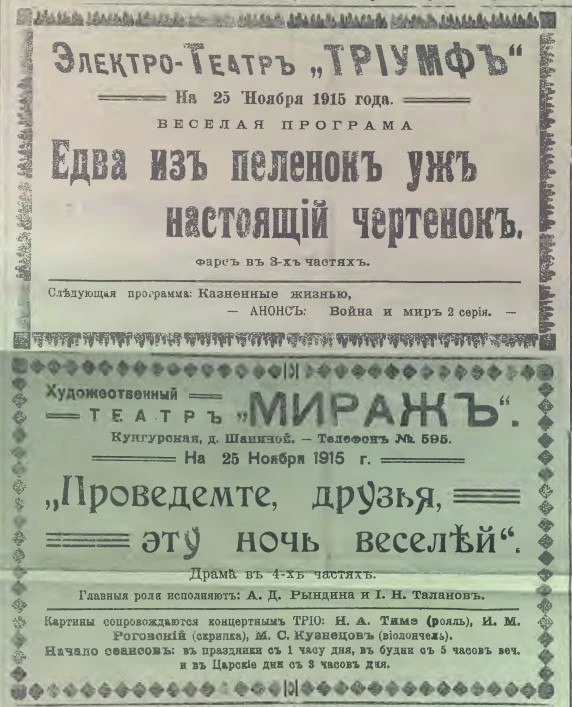 Электро-Театръ „ТРІУМФЪ“
На 25 Ноября 1915 года.
ВЕСЕЛАЯ ПРОГРАМА
Едва изъ пеленокъ ужъ
настоящій чертенокъ.
Фарсъ въ 3-хъ частяхъ.
Слѣдующая программа: Казненные жизнью,
— АНОНСЪ: Война и миръ 2 серія. —
Художественный
ТЕАТРЪ „МИРАЖЪ“.
Кунгурская, д. Шаниной. — Телефонъ № 595.
На 25 Ноября 1915 г.
„Проведемте, друзья,
эту ночь веселѣй“.
Драма въ 4-хъ частяхъ.
Главныя роли исполняютъ: А. Д. Рындина и І. Н. Талановъ.
Картины сопровождаются концертнымъ ТРІО: Н. А. Тиме (рояль), И. М.
Роговскій (скрипка), М. С. Кузнецовъ (віолончель).
Начало сеансовъ: въ праздники съ 1 часу дня, въ будни съ 5 часовъ веч.
и въ Царскіе дни съ 3 часовъ дня.